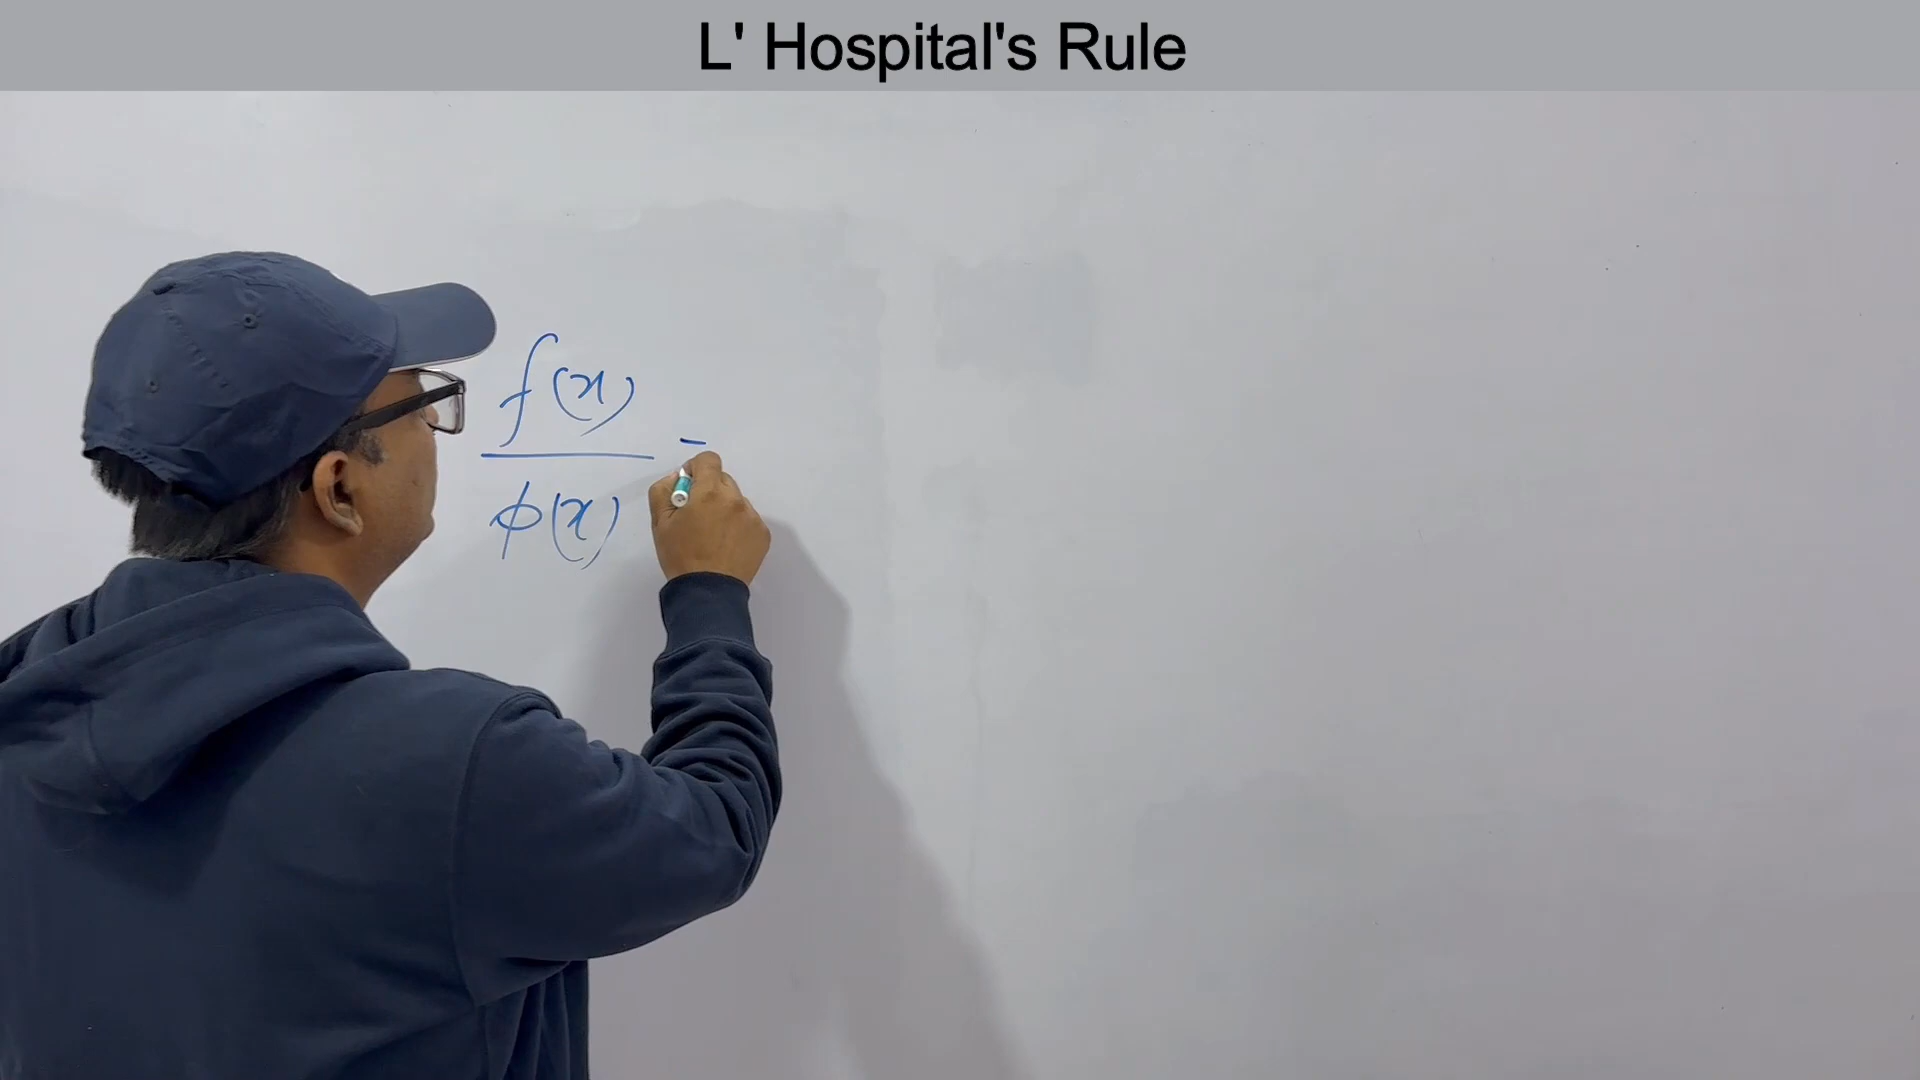 L' Hospital's Rule
f(x)
φ(x)
=